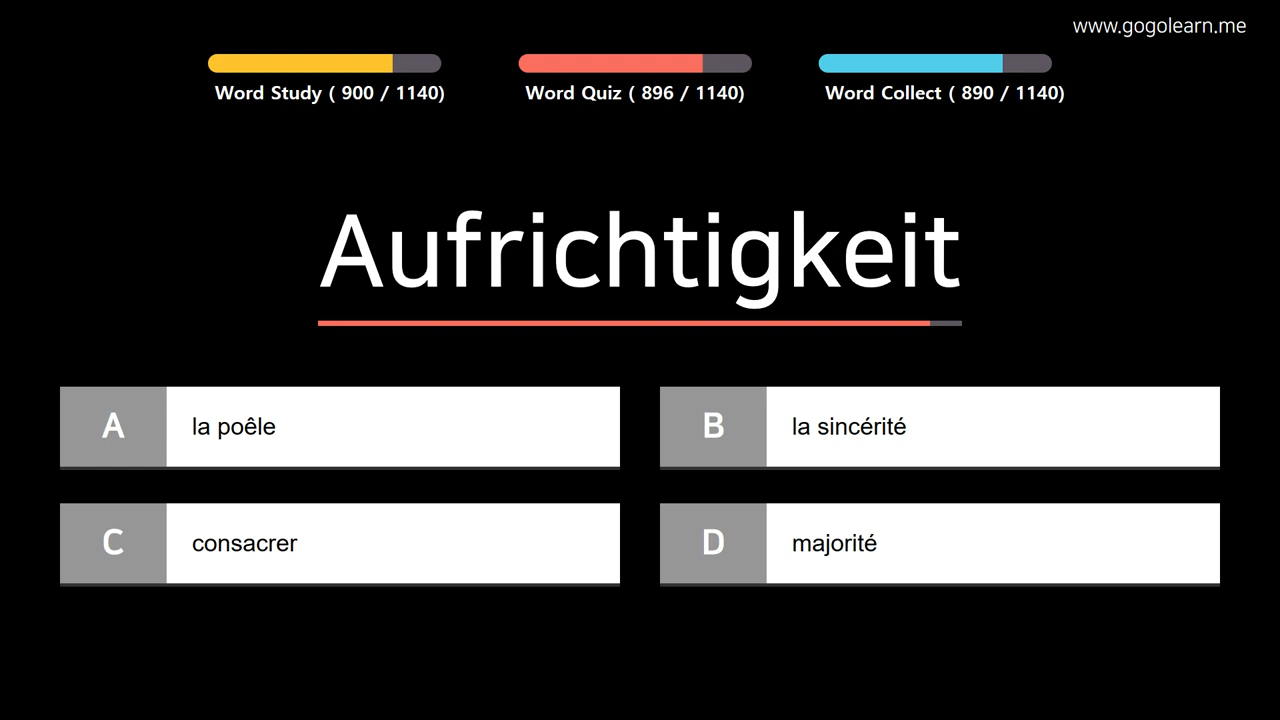 www.gogolearn.me
Word Study ( 900 / 1140)
Word Quiz ( 896 / 1140)
Word Collect ( 890 / 1140)
Aufrichtigkeit
A la poêle
B la sincérité
C consacrer
D majorité